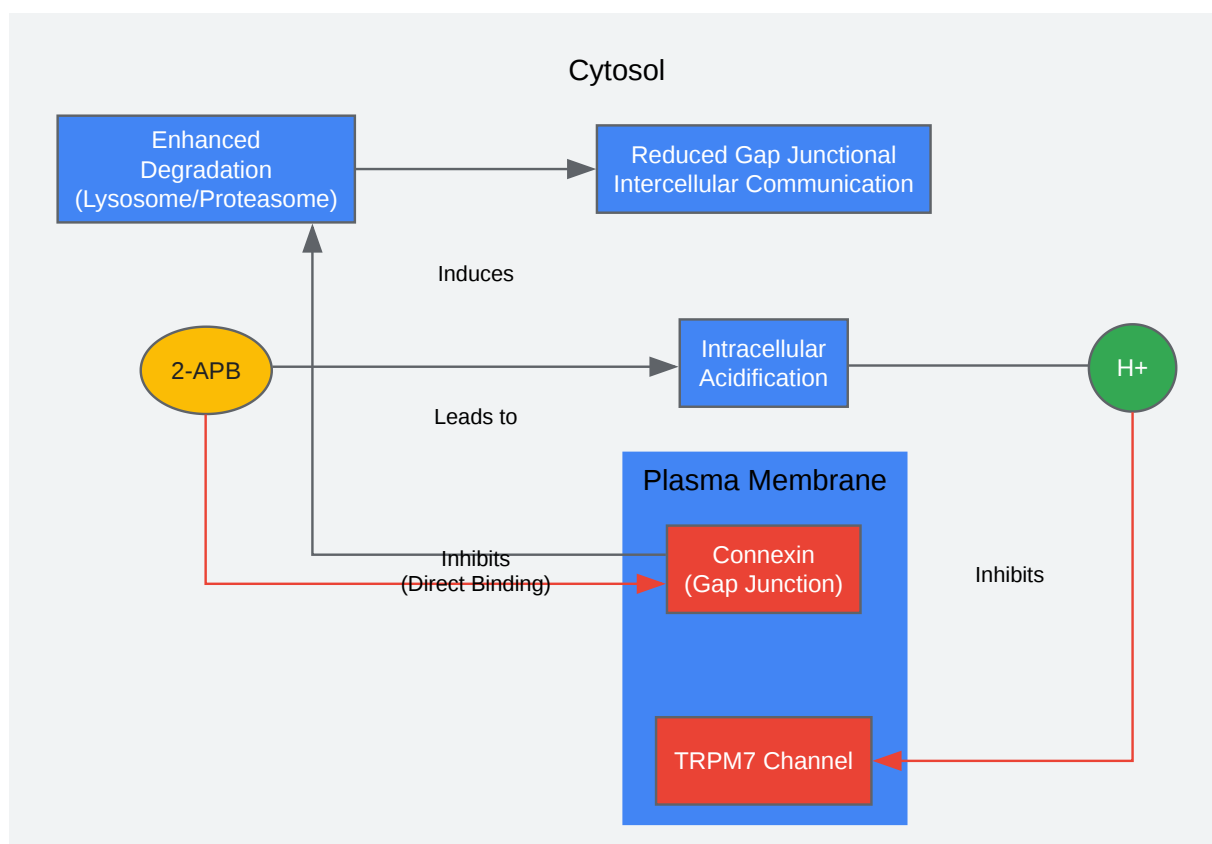 Cytosol
Enhanced
Degradation
(Lysosome/Proteasome)
Reduced Gap Junctional
Intercellular Communication
Induces
2-APB
Intracellular
Acidification
H+
Leads to
Plasma Membrane
Inhibits
(Direct Binding)
Connexin
(Gap Junction)
Inhibits
TRPM7 Channel